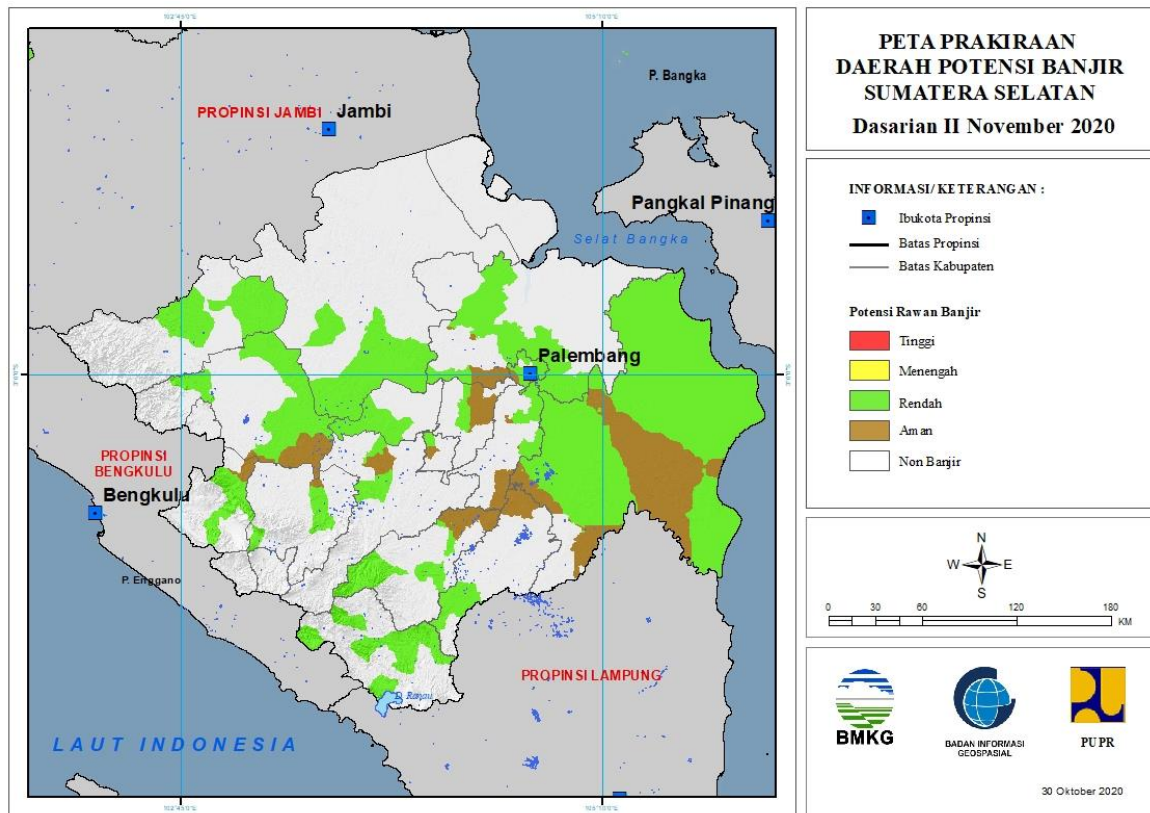 PETA PRAKIRAAN
DAERAH POTENSI BANJIR
SUMATERA SELATAN
Dasarian II November 2020
INFORMASI/ KETERANGAN :
Ibukota Propinsi
Batas Propinsi
Batas Kabupaten
Potensi Rawan Banjir
Tinggi
Menengah
Rendah
Aman
Non Banjir
N
W E
S
0 30 60 120 180
KM
BMKG
BADAN INFORMASI
GEOSPASIAL
PUPR
30 Oktober 2020
P. Bangka
PROPINSI JAMBI
Jambi
Pangkal Pinang
Selat Bangka
Palembang
PROPINSI
BENGKULU
Bengkulu
P. Enggano
PROPINSI LAMPUNG
D. Ranau
LAUT INDONESIA